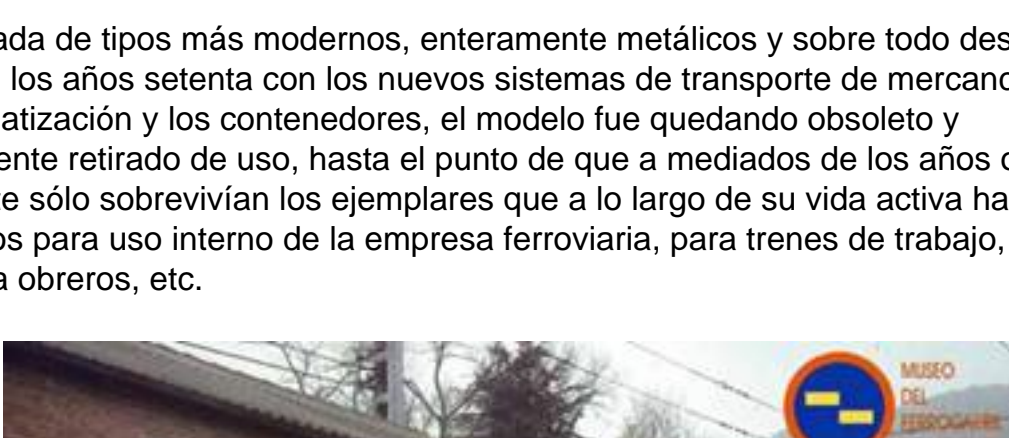 ada de tipos más modernos, enteramente metálicos y sobre todo des
los años setenta con los nuevos sistemas de transporte de mercanc
atización y los contenedores, el modelo fue quedando obsoleto y
ente retirado de uso, hasta el punto de que a mediados de los años
te sólo sobrevivían los ejemplares que a lo largo de su vida activa ha
os para uso interno de la empresa ferroviaria, para trenes de trabajo,
a obreros, etc.
MUSEO
DEL
FERROCARRIL